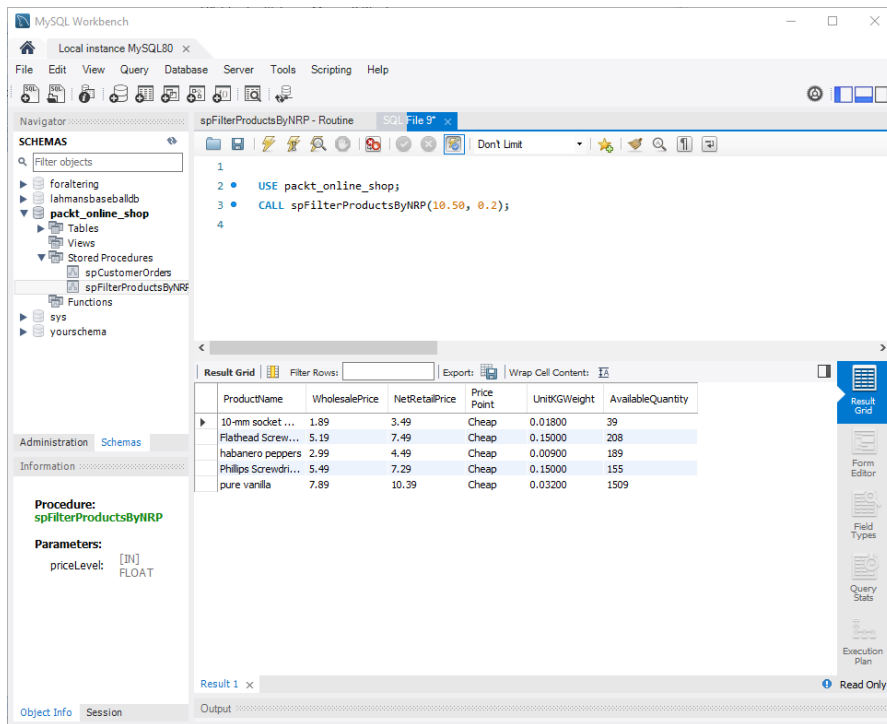 MySQL Workbench
Local instance MySQL80
File Edit View Query Database Server Tools Scripting Help
Navigator
SCHEMAS
Filter objects
foraltering
lahmansbaseballdb
packt_online_shop
Tables
Views
Stored Procedures
spCustomerOrders
spFilterProductsByNRP
Functions
sys
yourschema
Administration Schemas
Information
Procedure:
spFilterProductsByNRP
Parameters:
priceLevel: [IN]
FLOAT
Object Info Session
spFilterProductsByNRP - Routine SQL File 9*
Don't Limit
1
2 USE packt_online_shop;
3 CALL spFilterProductsByNRP(10.50, 0.2);
4
Result Grid Filter Rows: Export: Wrap Cell Content:
ProductName WholesalePrice NetRetailPrice Price Point UnitKGWeight AvailableQuantity
10-mm socket ... 1.89 3.49 Cheap 0.01800 39
Flathead Screw... 5.19 7.49 Cheap 0.15000 208
habanero peppers 2.99 4.49 Cheap 0.00900 189
Phillips Screwdri... 5.49 7.29 Cheap 0.15000 155
pure vanilla 7.89 10.39 Cheap 0.03200 1509
Result
Grid
Form
Editor
Field
Types
Query
Stats
Execution
Plan
Result 1
Read Only
Output